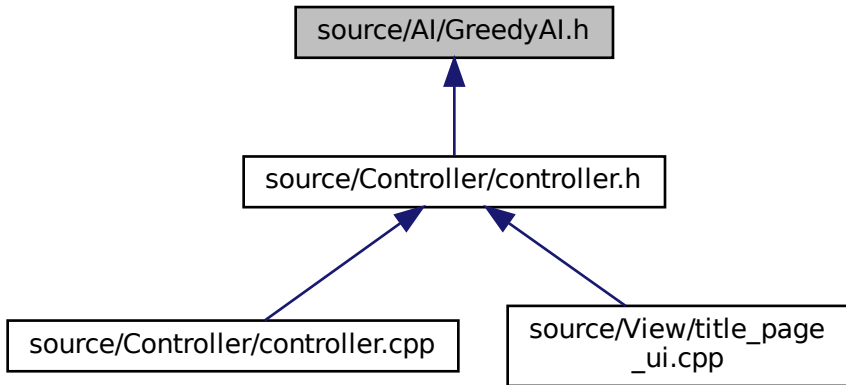 source/AI/GreedyAI.h
source/Controller/controller.h
source/Controller/controller.cpp
source/View/title_page
_ui.cpp